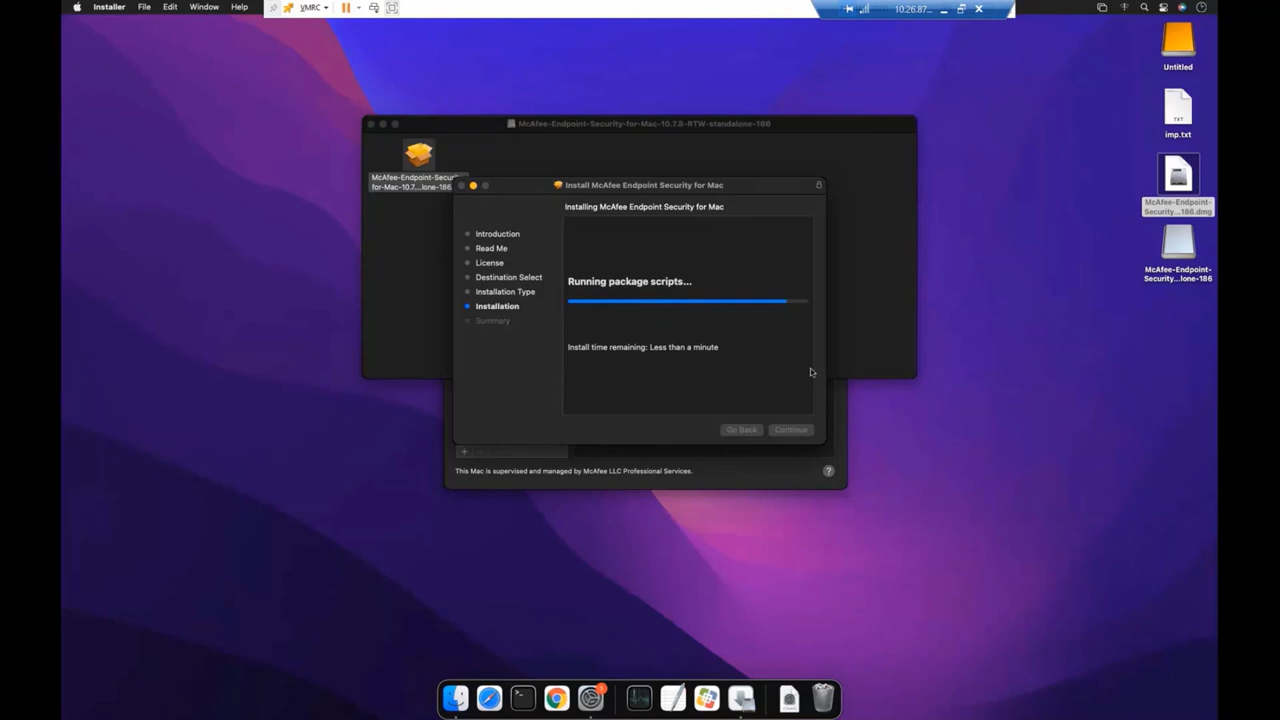 Installer File Edit Window Help
VMRC
10.26.87...
Untitled
TXT
imp.txt
McAfee-Endpoint-
Security...186.dmg
McAfee-Endpoint-
Security...lone-186
McAfee-Endpoint-Security-for-Mac-10.7.8-RTW-standalone-186
McAfee-Endpoint-Secu
for-Mac-10.7....lone-186
Install McAfee Endpoint Security for Mac
Installing McAfee Endpoint Security for Mac
Introduction
Read Me
License
Destination Select
Installation Type
Installation
Summary
Running package scripts...
Install time remaining: Less than a minute
Go Back Continue
This Mac is supervised and managed by McAfee LLC Professional Services.
?